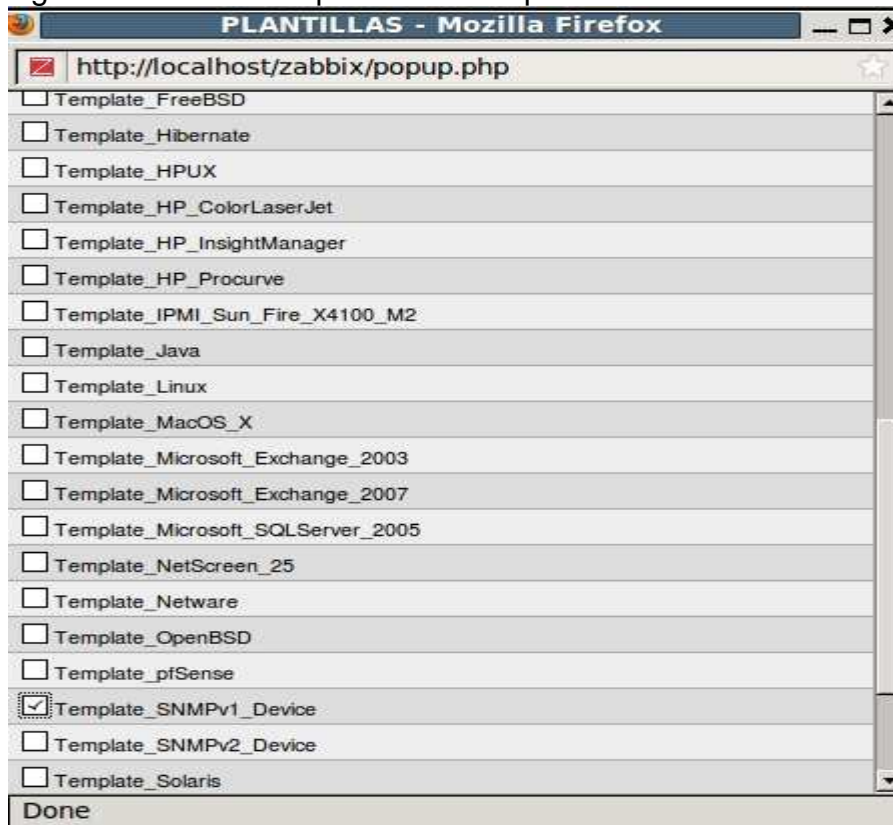 PLANTILLAS - Mozilla Firefox
http://localhost/zabbix/popup.php
Template_FreeBSD
Template_Hibernate
Template_HPUX
Template_HP_ColorLaserJet
Template_HP_InsightManager
Template_HP_Procurve
Template_IPMI_Sun_Fire_X4100_M2
Template_Java
Template_Linux
Template_MacOS_X
Template_Microsoft_Exchange_2003
Template_Microsoft_Exchange_2007
Template_Microsoft_SQLServer_2005
Template_NetScreen_25
Template_Netware
Template_OpenBSD
Template_pfSense
Template_SNMPv1_Device
Template_SNMPv2_Device
Template_Solaris
Done